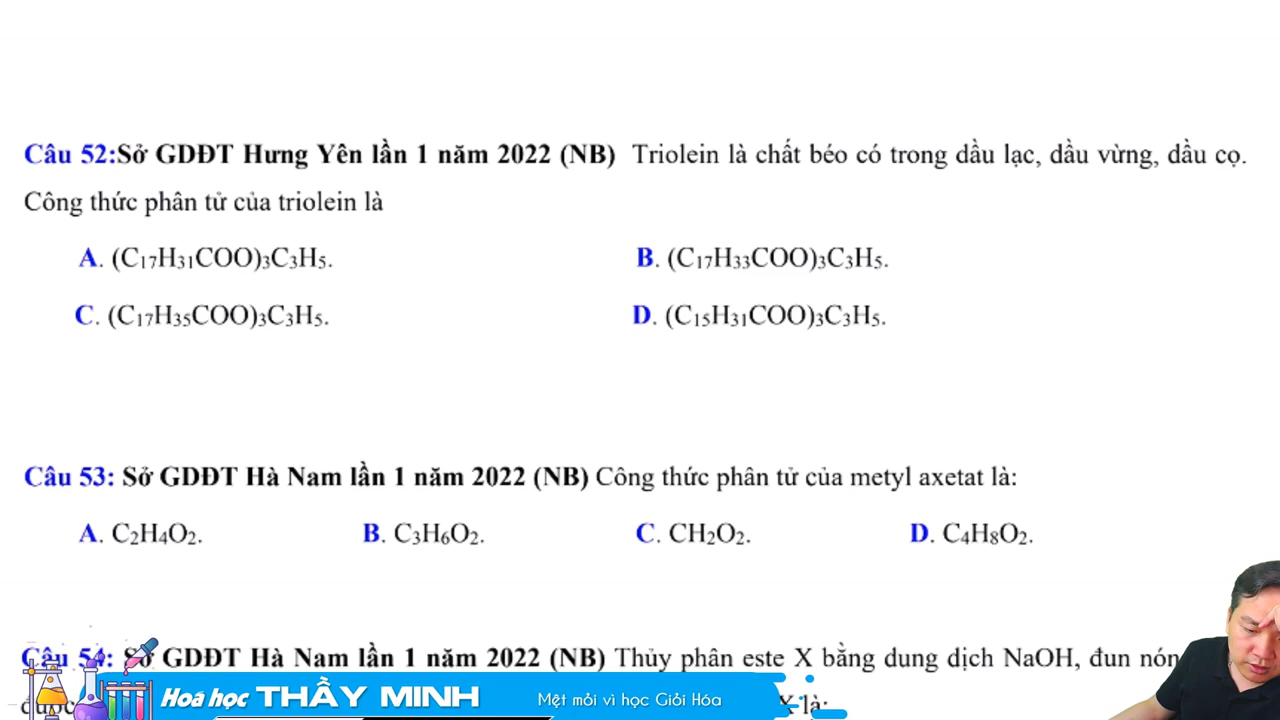 Câu 52:Sở GDĐT Hưng Yên lần 1 năm 2022 (NB) Triolein là chất béo có trong dầu lạc, dầu vừng, dầu cọ.
Công thức phân tử của triolein là
A. (C₁₇H₃₁COO)₃C₃H₅. B. (C₁₇H₃₃COO)₃C₃H₅.
C. (C₁₇H₃₅COO)₃C₃H₅. D. (C₁₅H₃₁COO)₃C₃H₅.
Câu 53: Sở GDĐT Hà Nam lần 1 năm 2022 (NB) Công thức phân tử của metyl axetat là:
A. C₂H₄O₂. B. C₃H₆O₂. C. CH₂O₂. D. C₄H₈O₂.
Câu 54: Sở GDĐT Hà Nam lần 1 năm 2022 (NB) Thủy phân este X bằng dung dịch NaOH, đun
X là:
Hoá học THẦY MINH Mệt mỏi vì học Giỏi Hóa